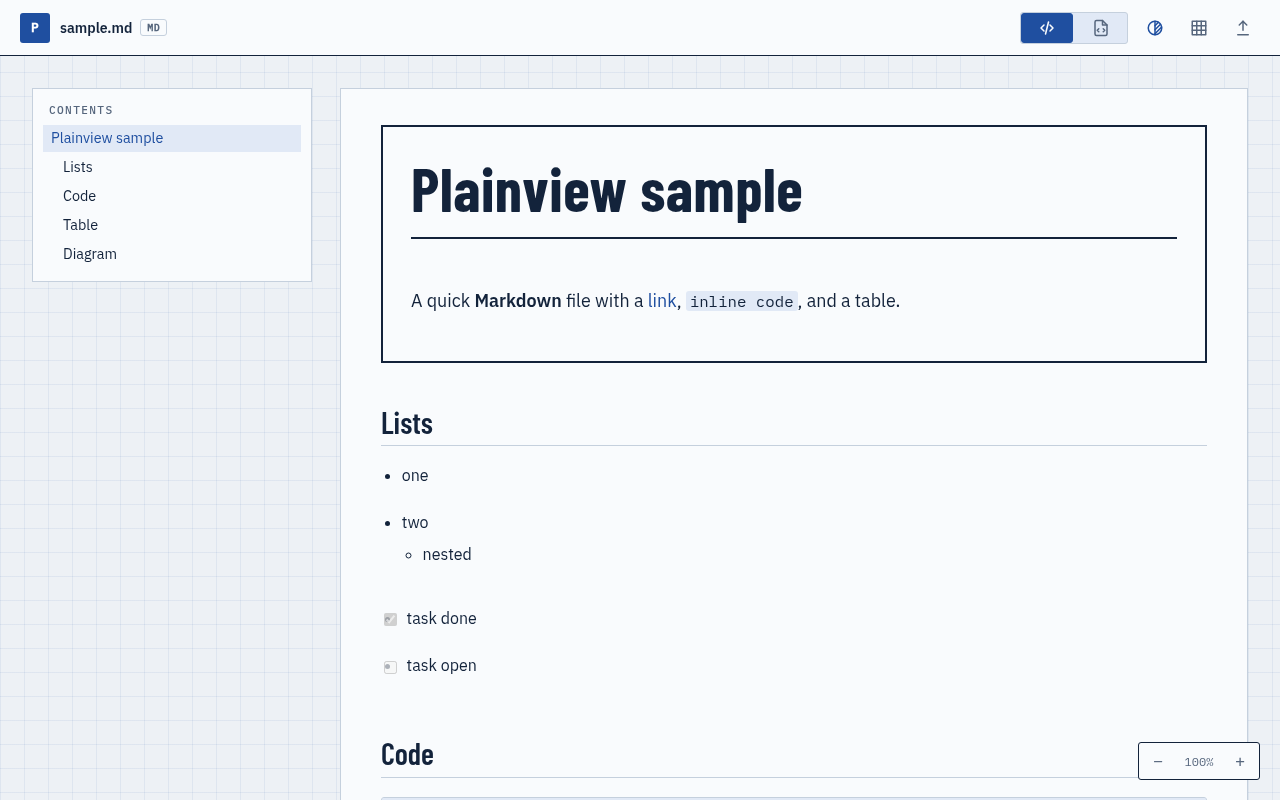 P sample.md MD
CONTENTS
Plainview sample
Lists
Code
Table
Diagram
Plainview sample
A quick Markdown file with a link, inline code, and a table.
Lists
one
two
nested
task done
task open
Code
− 100% +